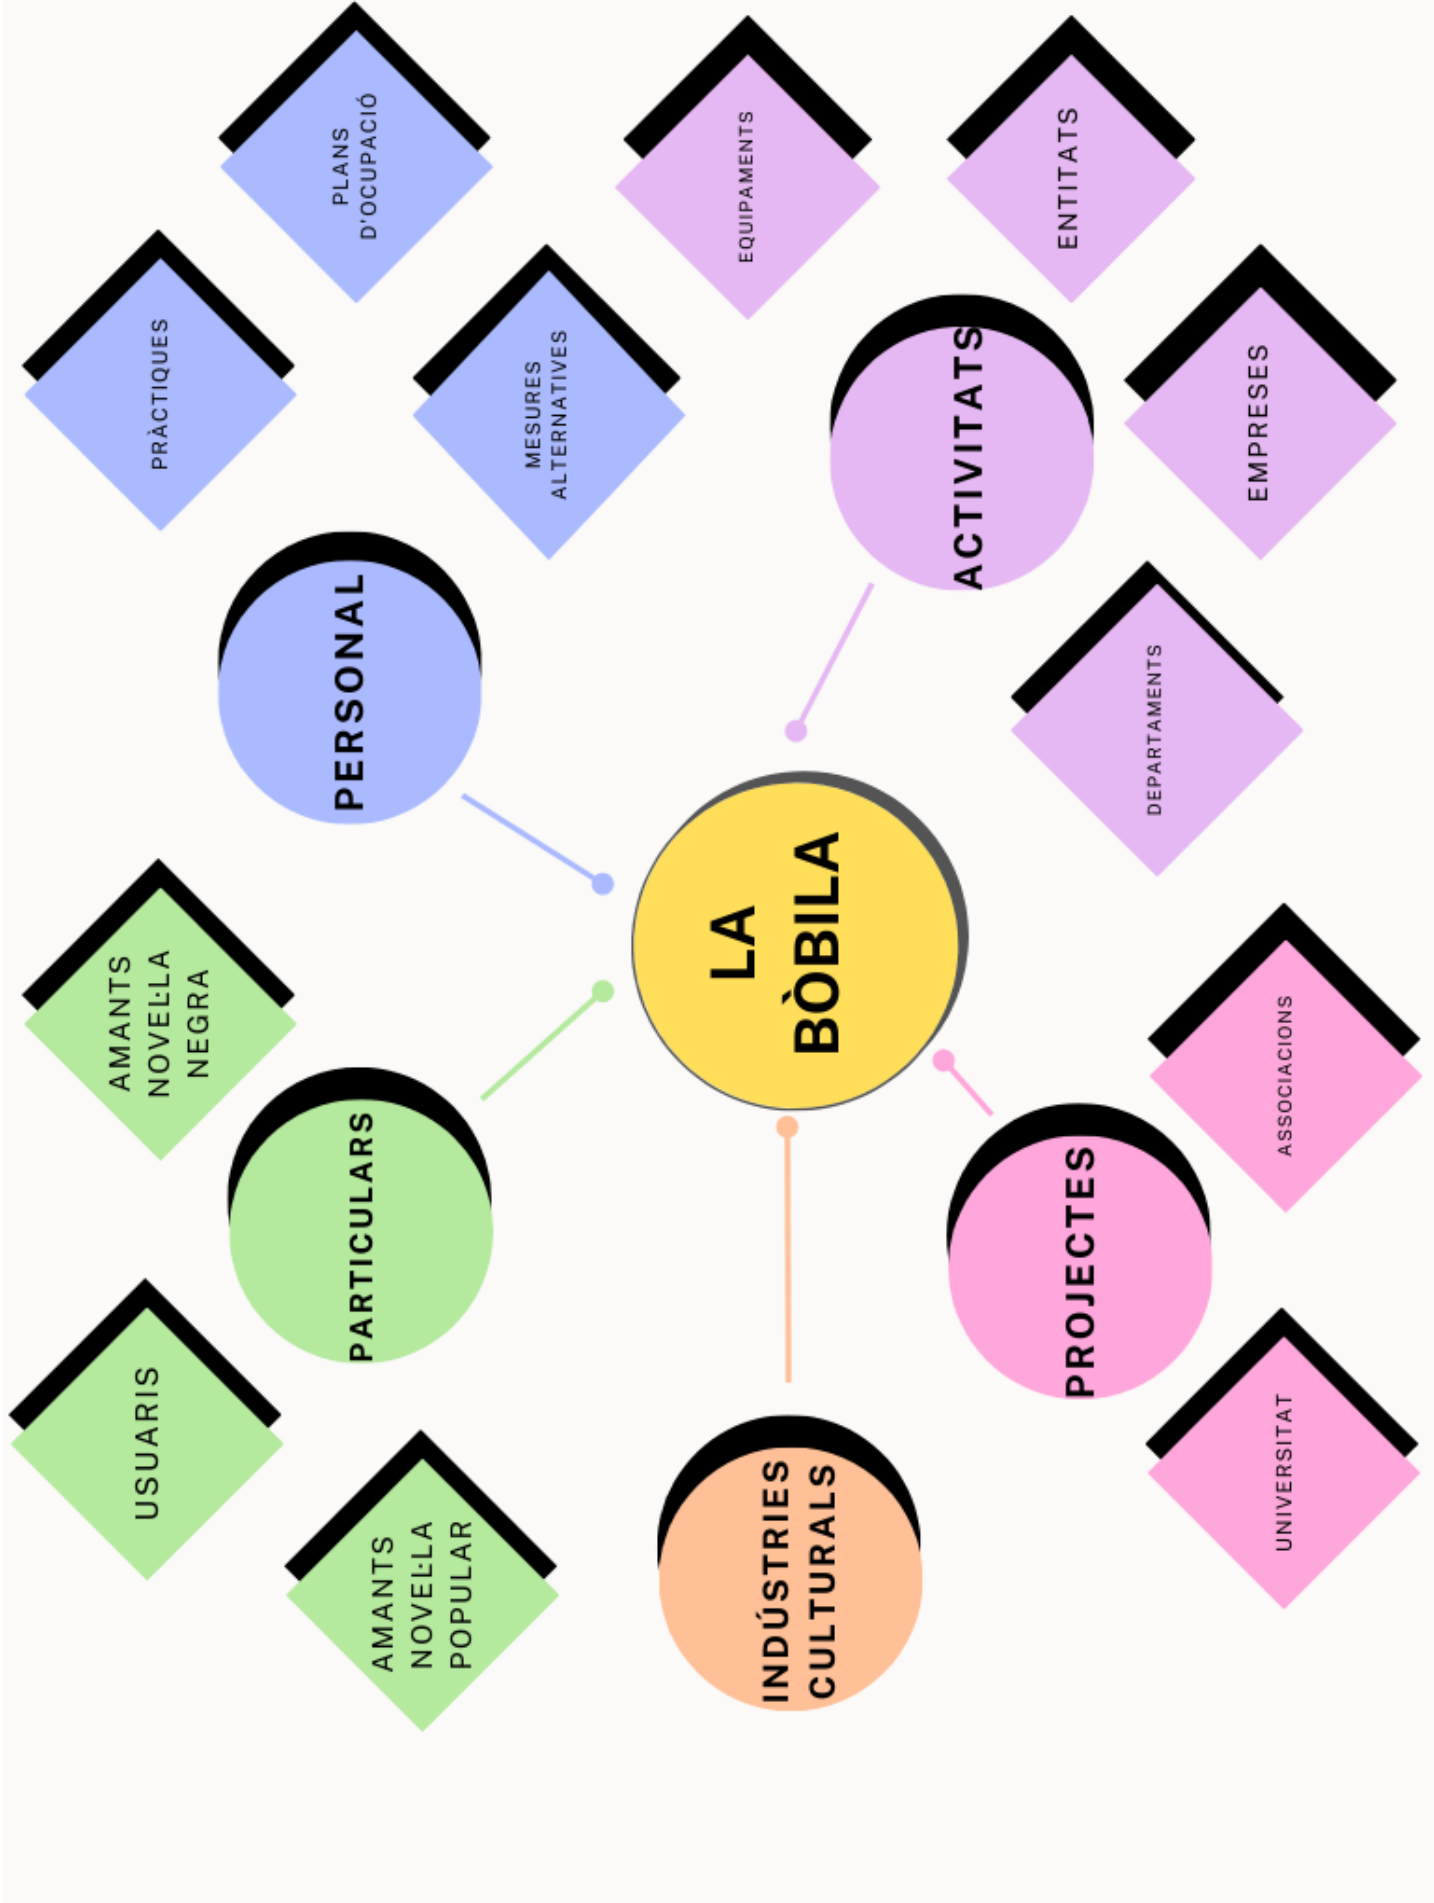 PRÀCTIQUES
PLANS
D'OCUPACIÓ
MESURES
ALTERNATIVES
PERSONAL
EQUIPAMENTS
ENTITATS
EMPRESES
DEPARTAMENTS
ACTIVITATS
LA
BÒBILA
AMANTS
NOVEL·LA
NEGRA
PARTICULARS
USUARIS
AMANTS
NOVEL·LA
POPULAR
INDÚSTRIES
CULTURALS
PROJECTES
ASSOCIACIONS
UNIVERSITAT